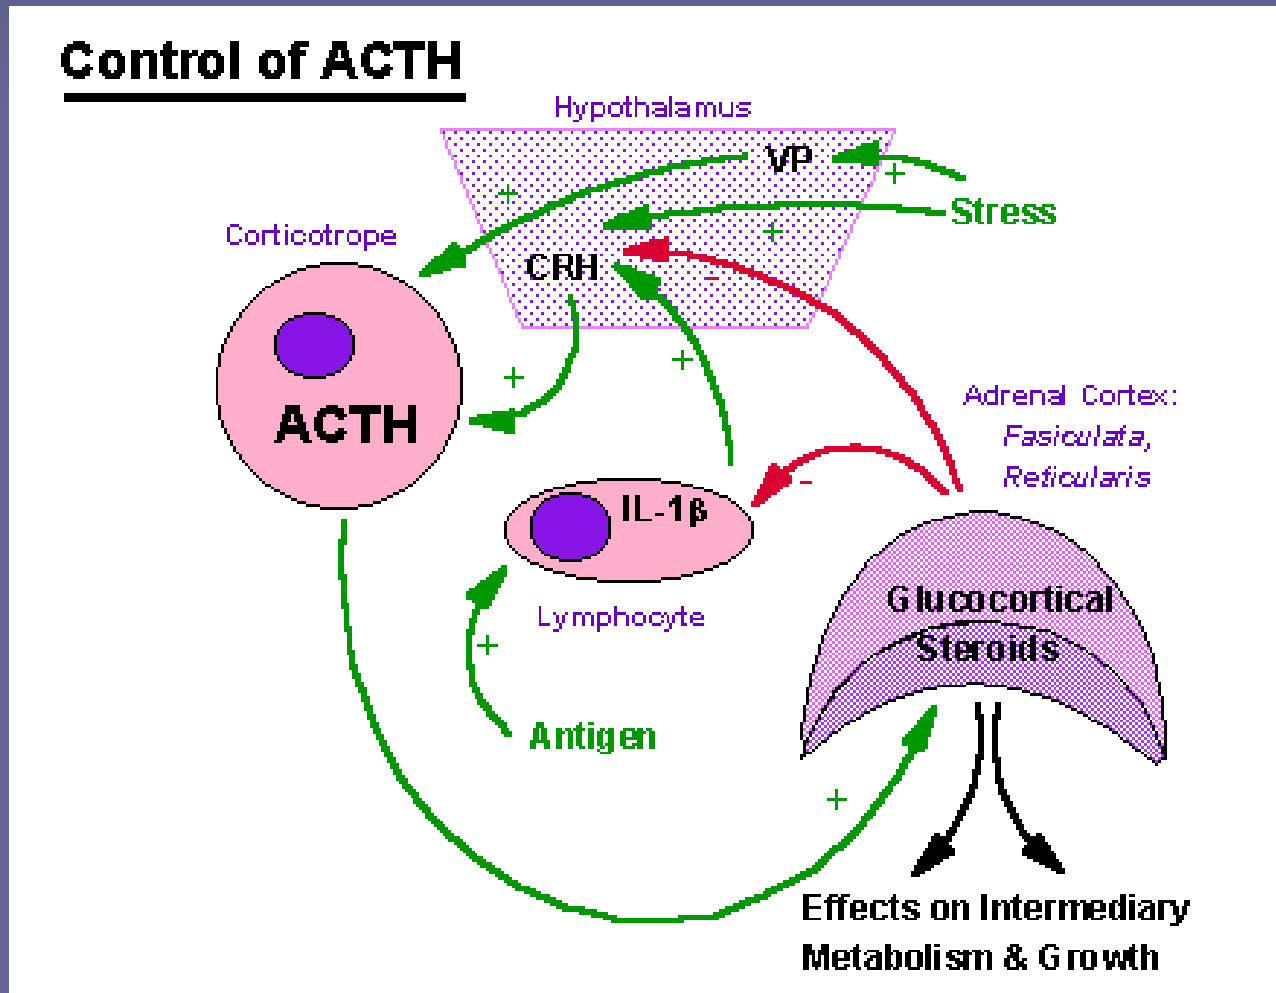 Control of ACTH
Hypothalamus
VP
+
+
Stress
+
Corticotrope
CRH
-
+
+
ACTH
Adrenal Cortex:
Fasiculata,
Reticularis
-
IL-1β
Lymphocyte
+
Antigen
Glucocortical
Steroids
+
Effects on Intermediary
Metabolism & Growth